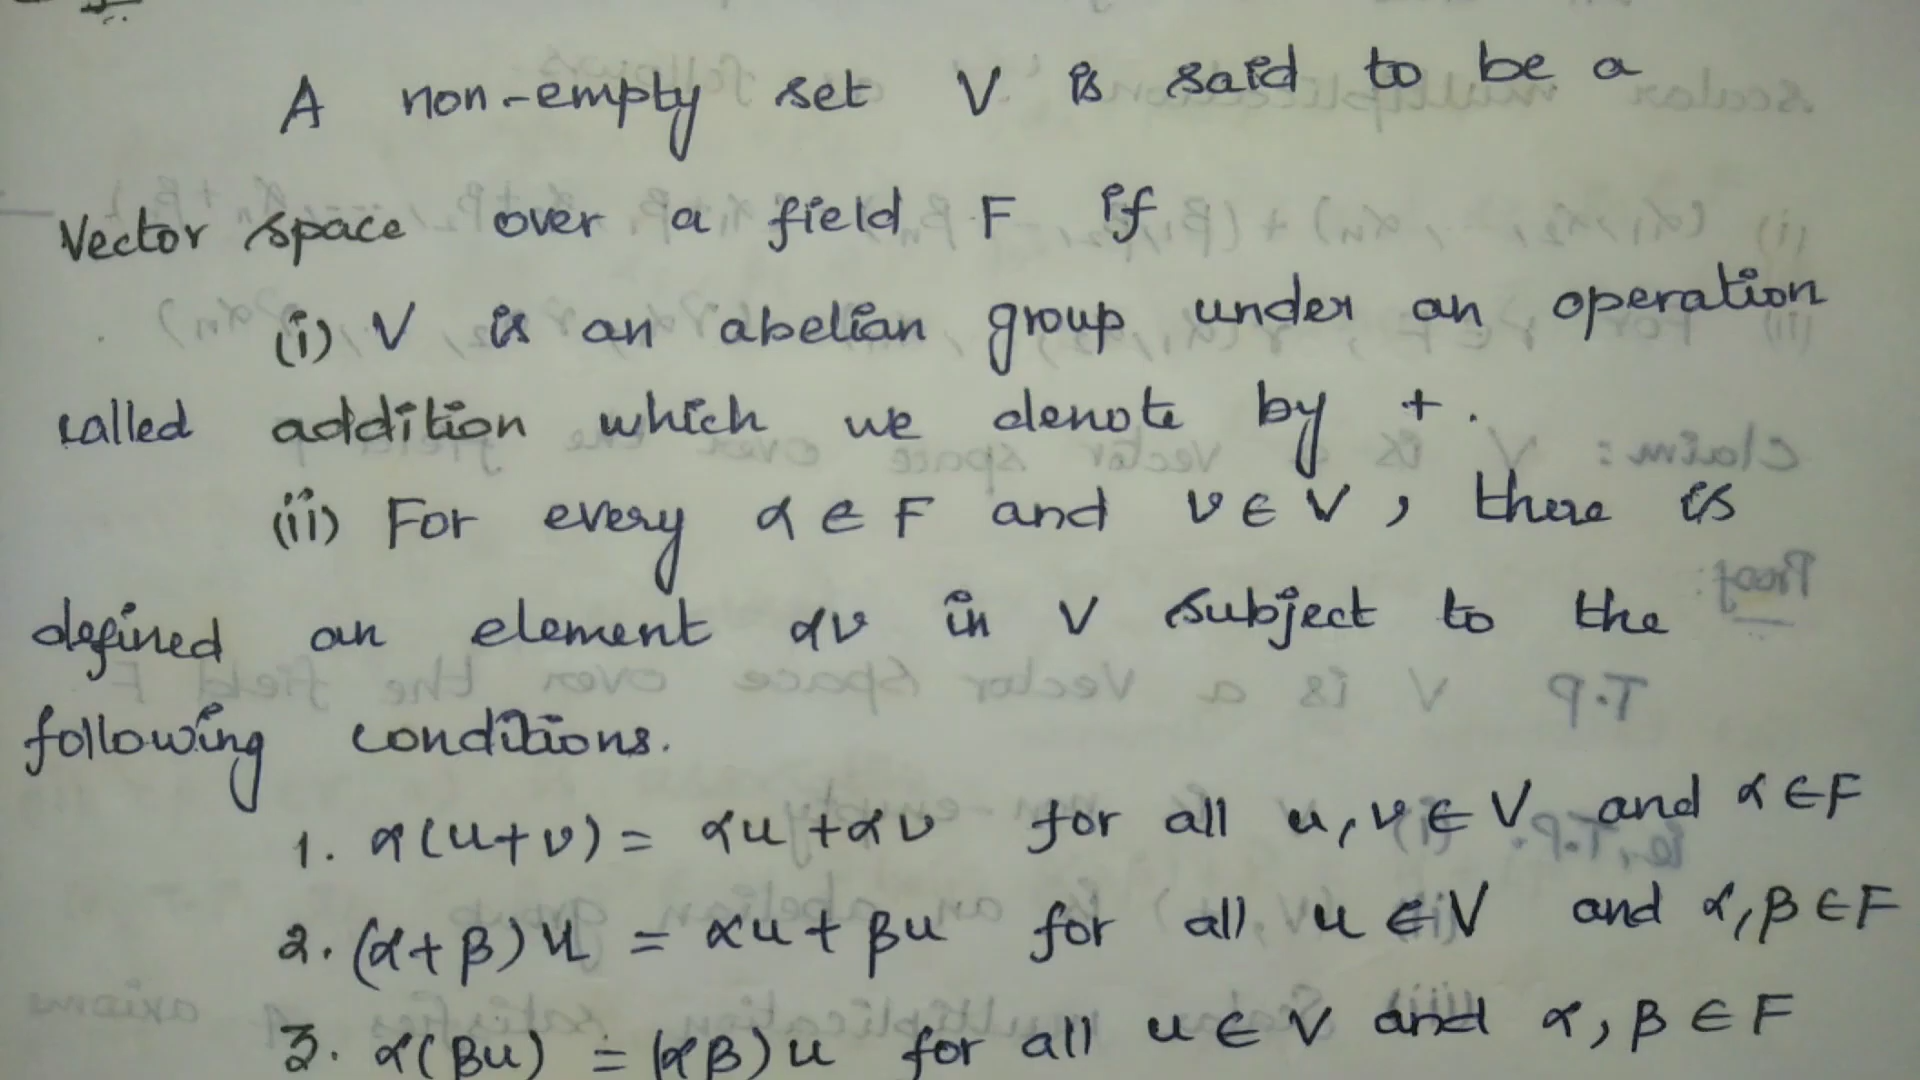 A non-empty set V is said to be a
Vector space over a field F if
(i) V is an abelian group under an operation
called addition which we denote by +.
(ii) For every α ∈ F and v ∈ V, there is
defined an element αv in V subject to the
following conditions.
1. α(u+v) = αu + αv for all u, v ∈ V and α ∈ F
2. (α+β)u = αu + βu for all u ∈ V and α, β ∈ F
3. α(βu) = (αβ)u for all u ∈ V and α, β ∈ F